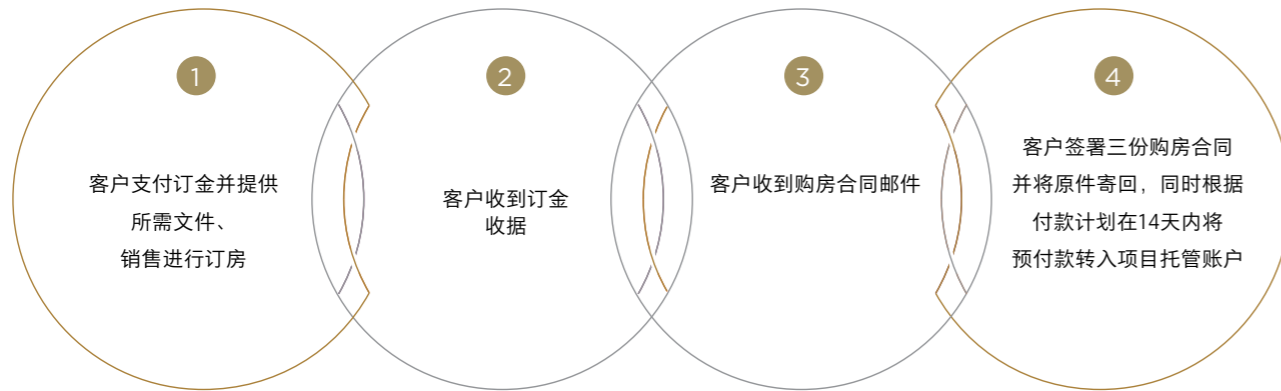 1
客户支付订金并提供
所需文件、
销售进行订房
2
客户收到订金
收据
3
客户收到购房合同邮件
4
客户签署三份购房合同
并将原件寄回，同时根据
付款计划在14天内将
预付款转入项目托管账户